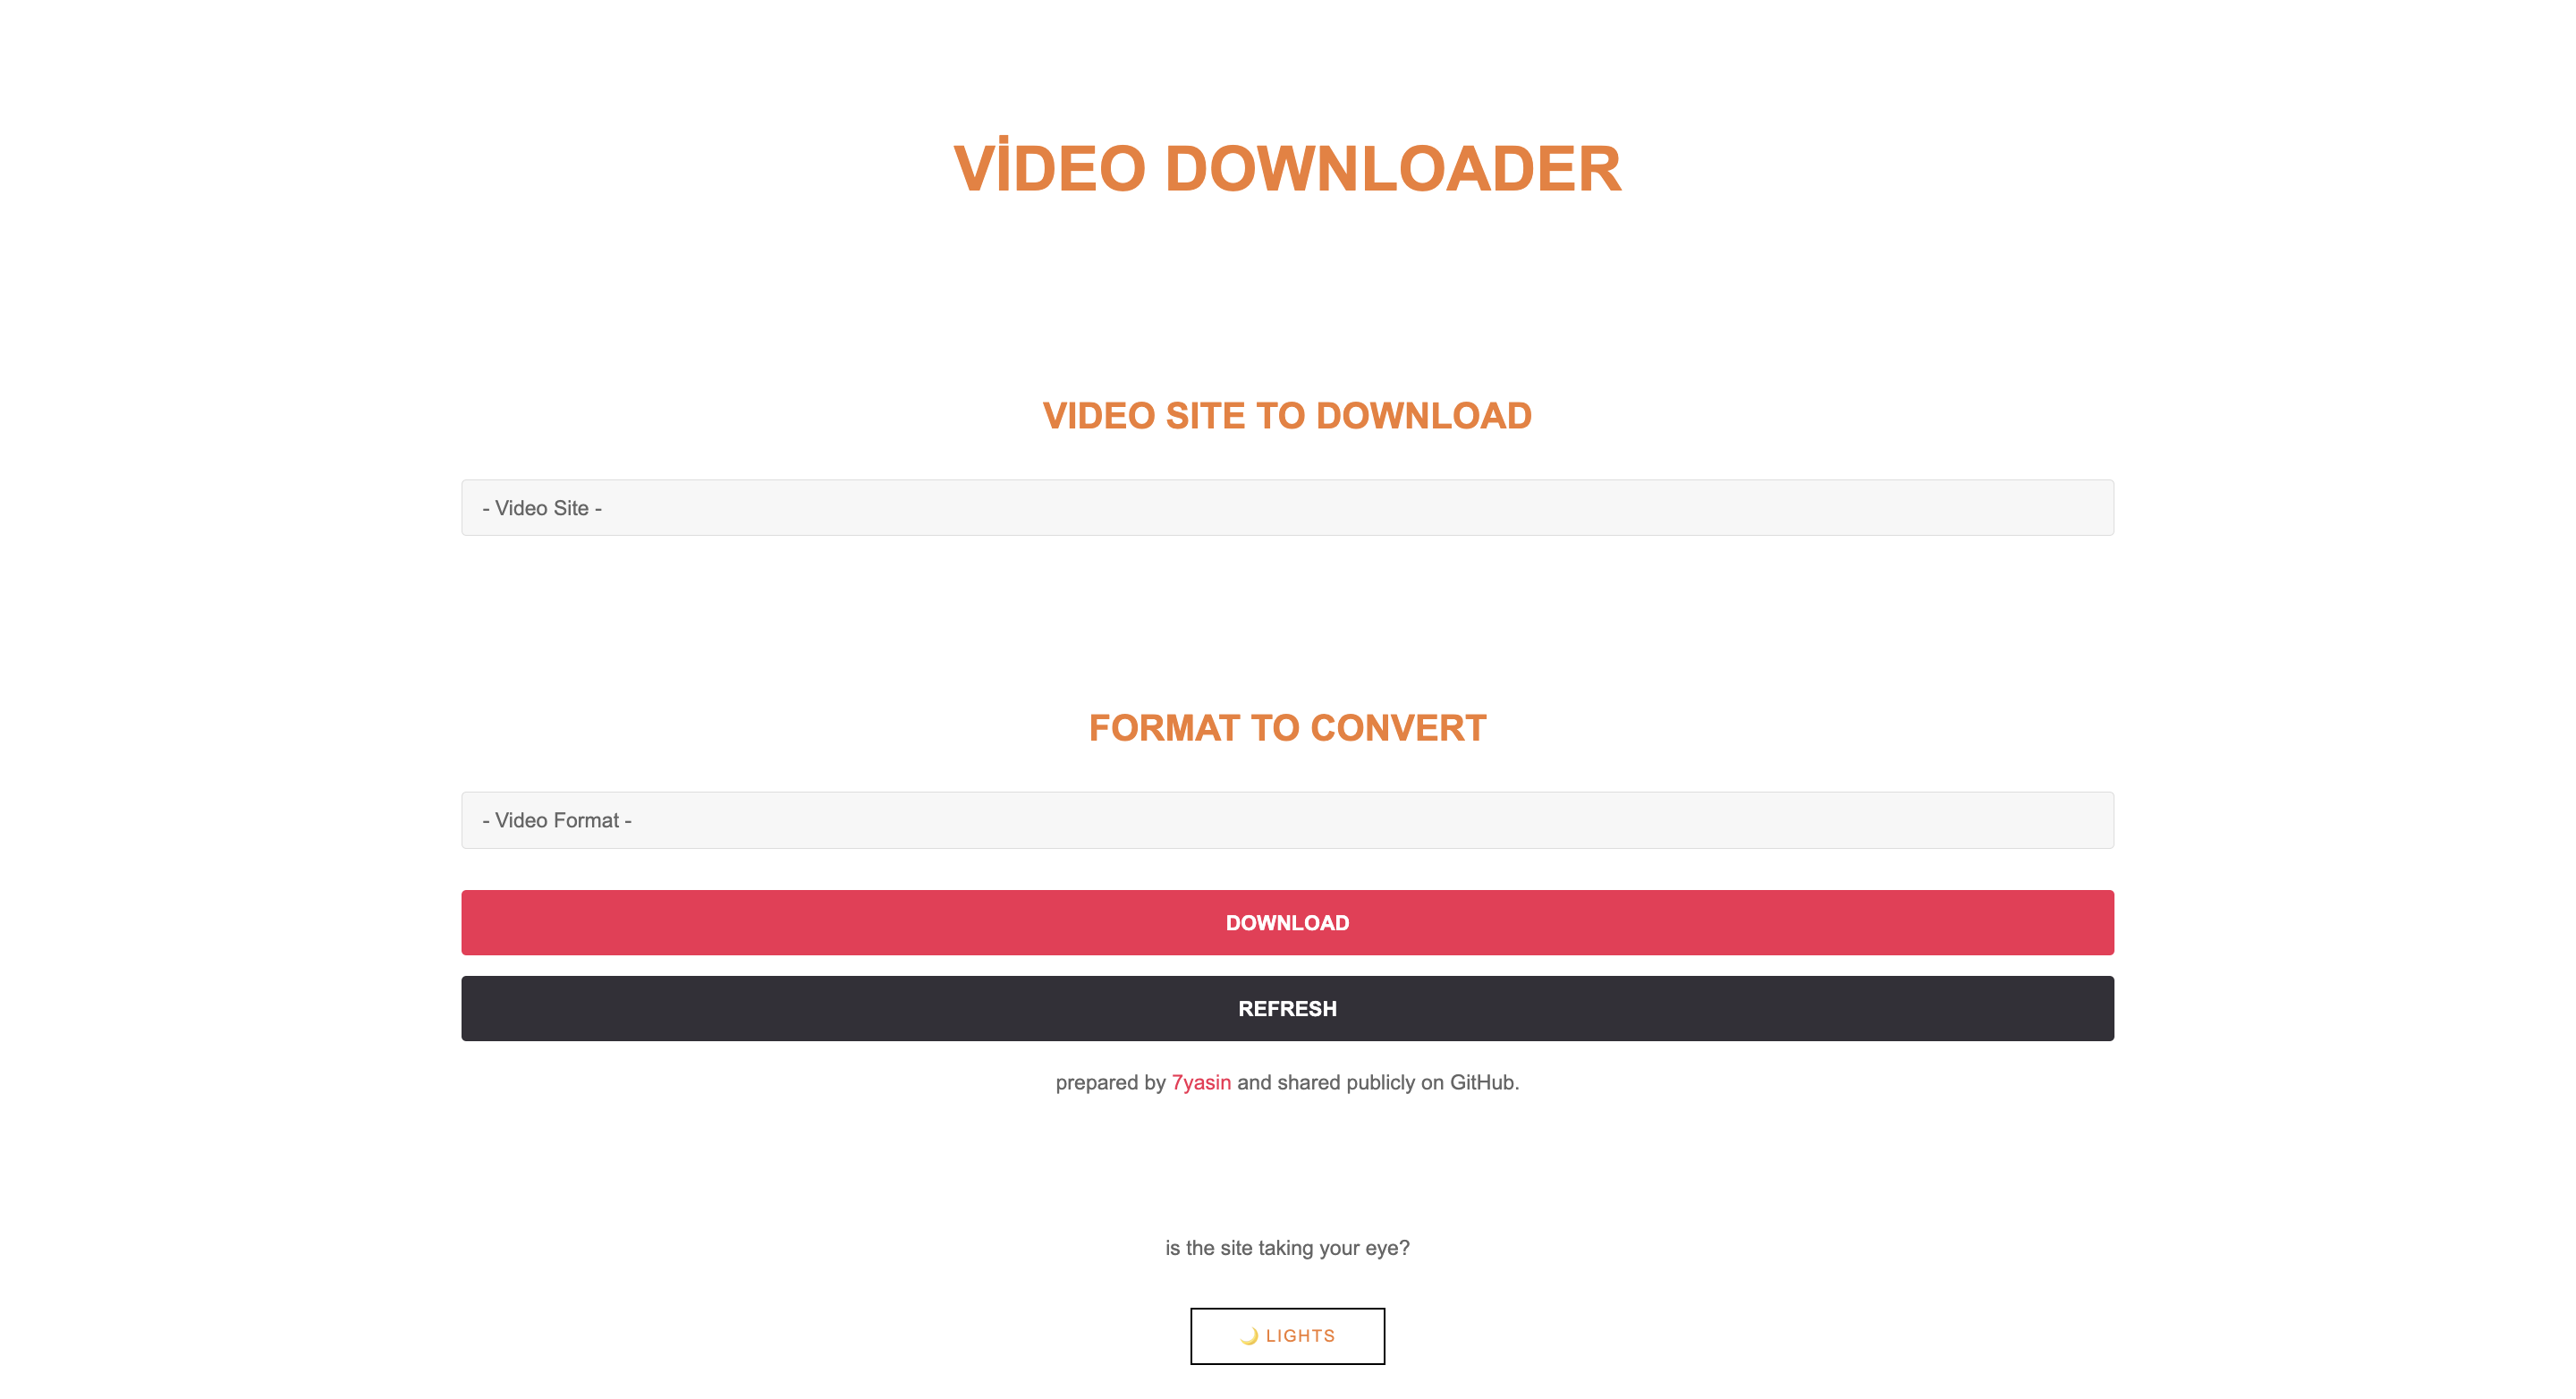 VİDEO DOWNLOADER
VIDEO SITE TO DOWNLOAD
- Video Site -
FORMAT TO CONVERT
- Video Format -
DOWNLOAD
REFRESH
prepared by 7yasin and shared publicly on GitHub.
is the site taking your eye?
🌙 LIGHTS